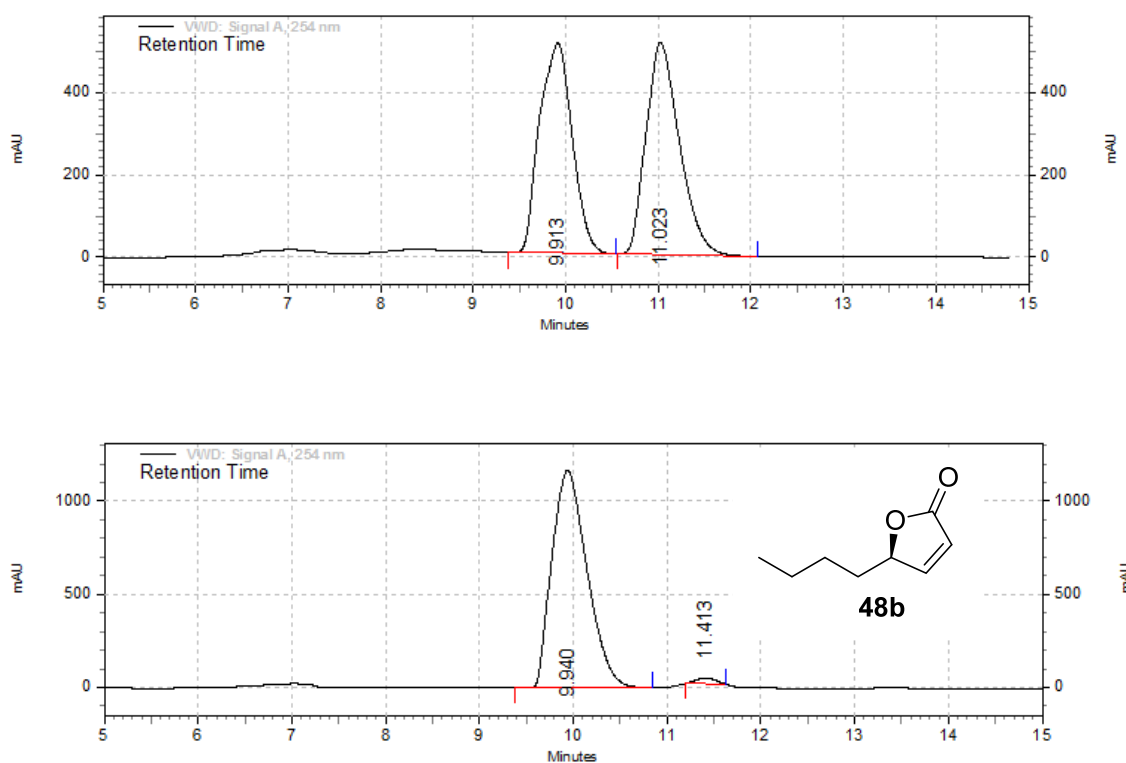 VWD: Signal A, 254 nm
Retention Time
mAU
400
200
0
9.913
11.023
400
200
0
mAU
5 6 7 8 9 10 11 12 13 14 15
Minutes
VWD: Signal A, 254 nm
Retention Time
mAU
1000
500
0
9.940
11.413
O
O
48b
1000
500
0
mAU
5 6 7 8 9 10 11 12 13 14 15
Minutes